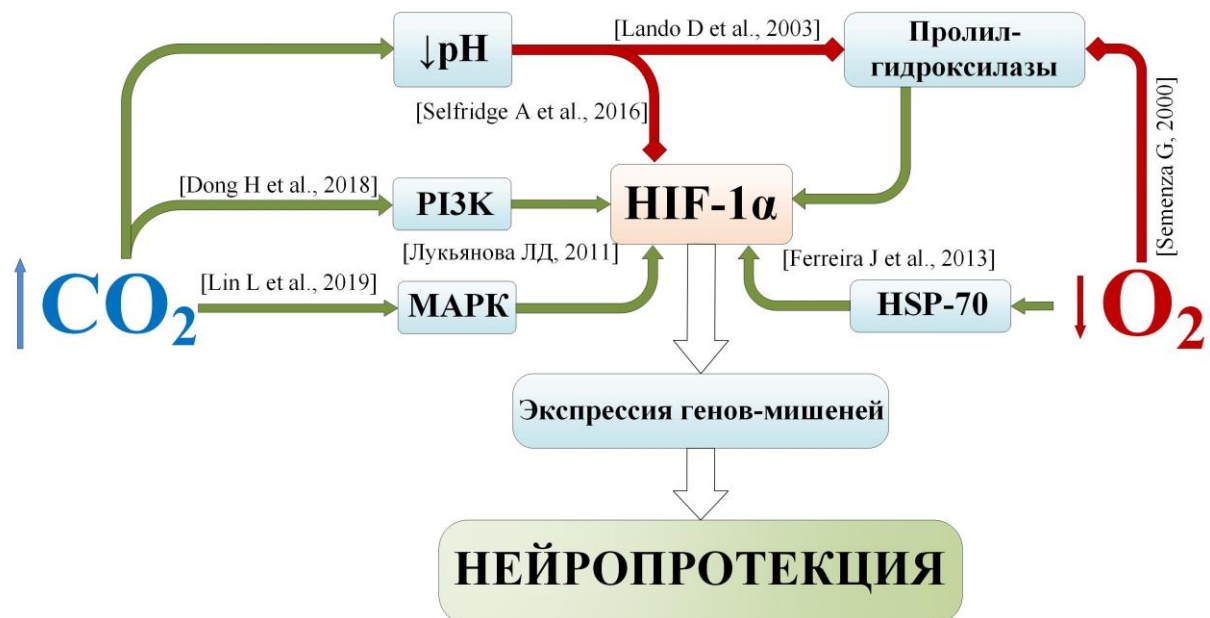 ↓pH
[Lando D et al., 2003]
Пролил-
гидроксилазы
[Selfridge A et al., 2016]
[Semenza G, 2000]
[Dong H et al., 2018]
PI3K
HIF-1α
[Лукьянова ЛД, 2011]
[Ferreira J et al., 2013]
↑CO₂
[Lin L et al., 2019]
МАРК
HSP-70
↓O₂
Экспрессия генов-мишеней
НЕЙРОПРОТЕКЦИЯ